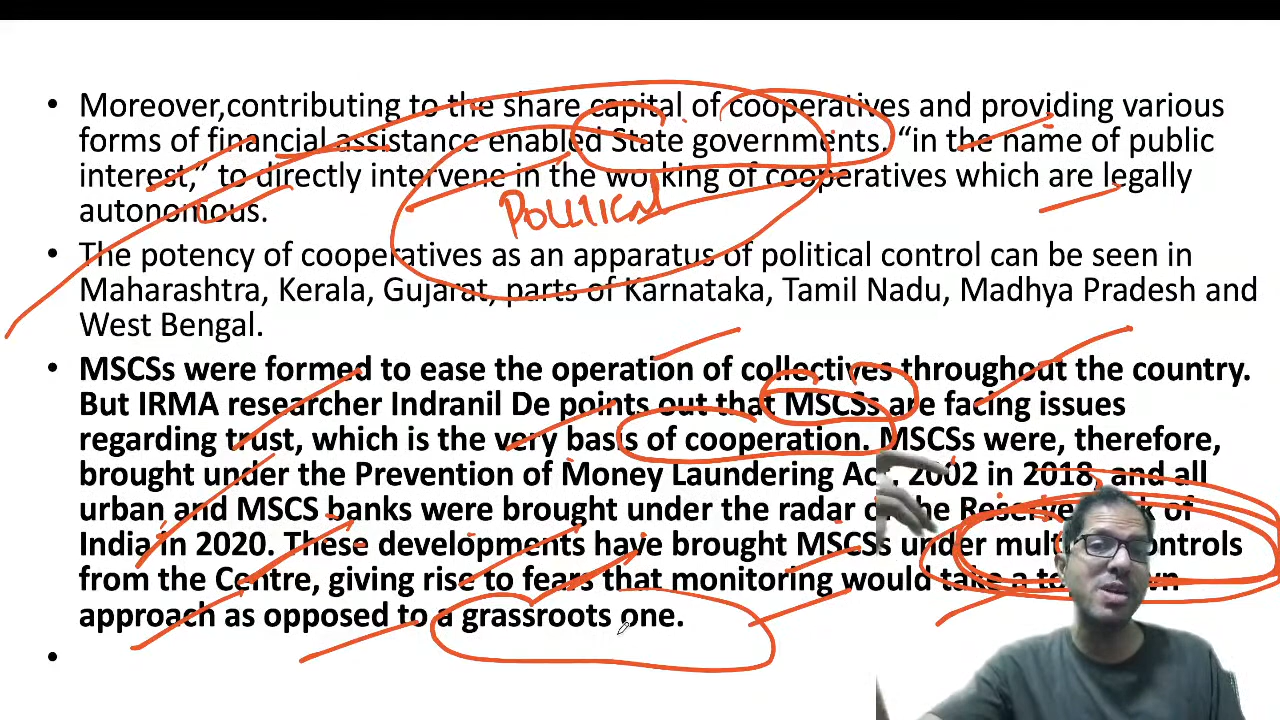 • Moreover,contributing to the share capital of cooperatives and providing various
forms of financial assistance enabled State governments, “in the name of public
interest,” to directly intervene in the working of cooperatives which are legally
autonomous.
POLITICAL
• The potency of cooperatives as an apparatus of political control can be seen in
Maharashtra, Kerala, Gujarat, parts of Karnataka, Tamil Nadu, Madhya Pradesh and
West Bengal.
• MSCSs were formed to ease the operation of collectives throughout the country.
But IRMA researcher Indranil De points out that MSCSs are facing issues
regarding trust, which is the very basis of cooperation. MSCSs were, therefore,
brought under the Prevention of Money Laundering Act, 2002 in 2018, and all
urban and MSCS banks were brought under the radar of the Reserve of
India in 2020. These developments have brought MSCSs under controls
from the Centre, giving rise to fears that monitoring would take a
approach as opposed to a grassroots one.
•